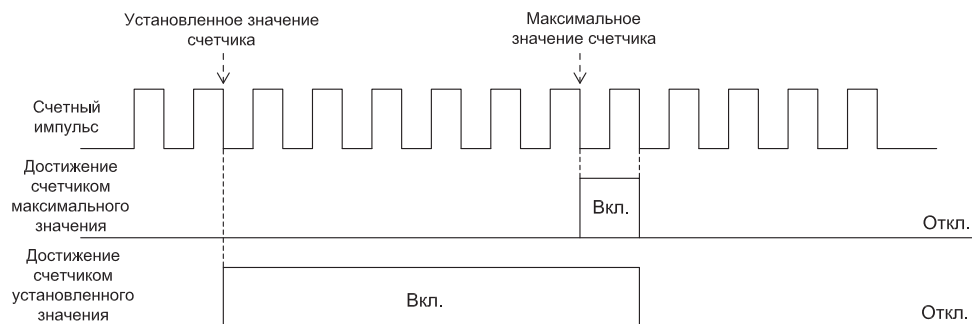 Установленное значение
счетчика
Максимальное
значение счетчика
Счетный
импульс
Достижение
счетчиком
максимального
значения
Вкл.
Откл.
Достижение
счетчиком
установленного
значения
Вкл.
Откл.